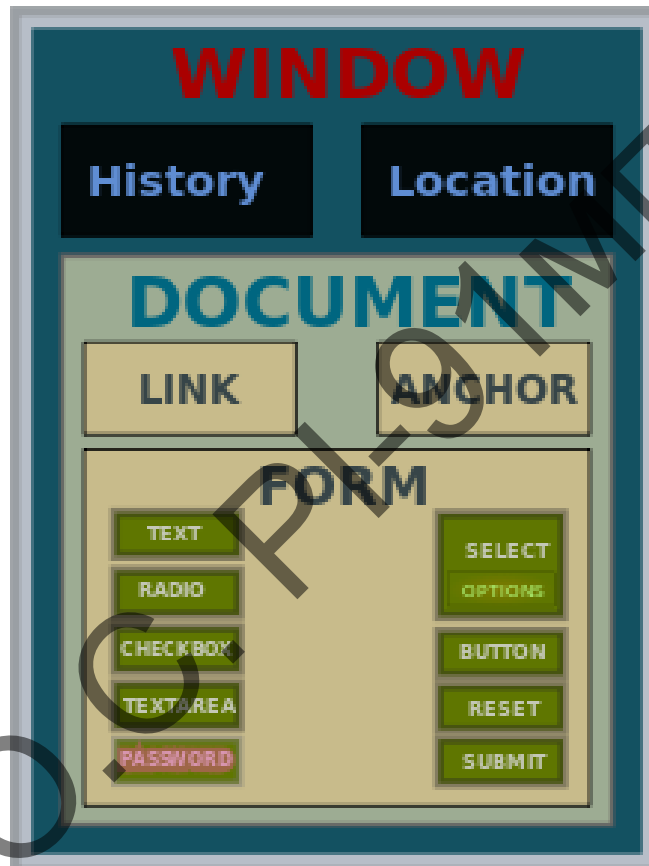 WINDOW
History Location
DOCUMENT
LINK ANCHOR
FORM
TEXT
RADIO
CHECKBOX
TEXTAREA
PASSWORD
SELECT
OPTIONS
BUTTON
RESET
SUBMIT